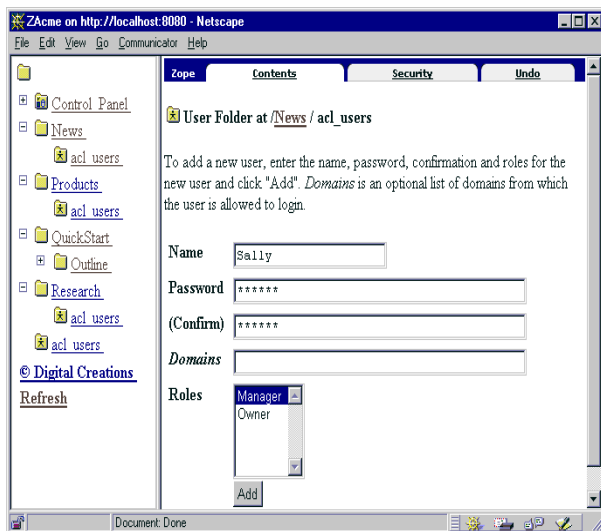 ZAcme on http://localhost:8080 - Netscape
File Edit View Go Communicator Help
Control Panel
News
acl users
Products
acl users
QuickStart
Outline
Research
acl users
acl users
© Digital Creations
Refresh
Zope Contents Security Undo
User Folder at /News / acl_users
To add a new user, enter the name, password, confirmation and roles for the
new user and click "Add". Domains is an optional list of domains from which
the user is allowed to login.
Name Sally
Password ******
(Confirm) ******
Domains
Roles Manager
Owner
Add
Document: Done